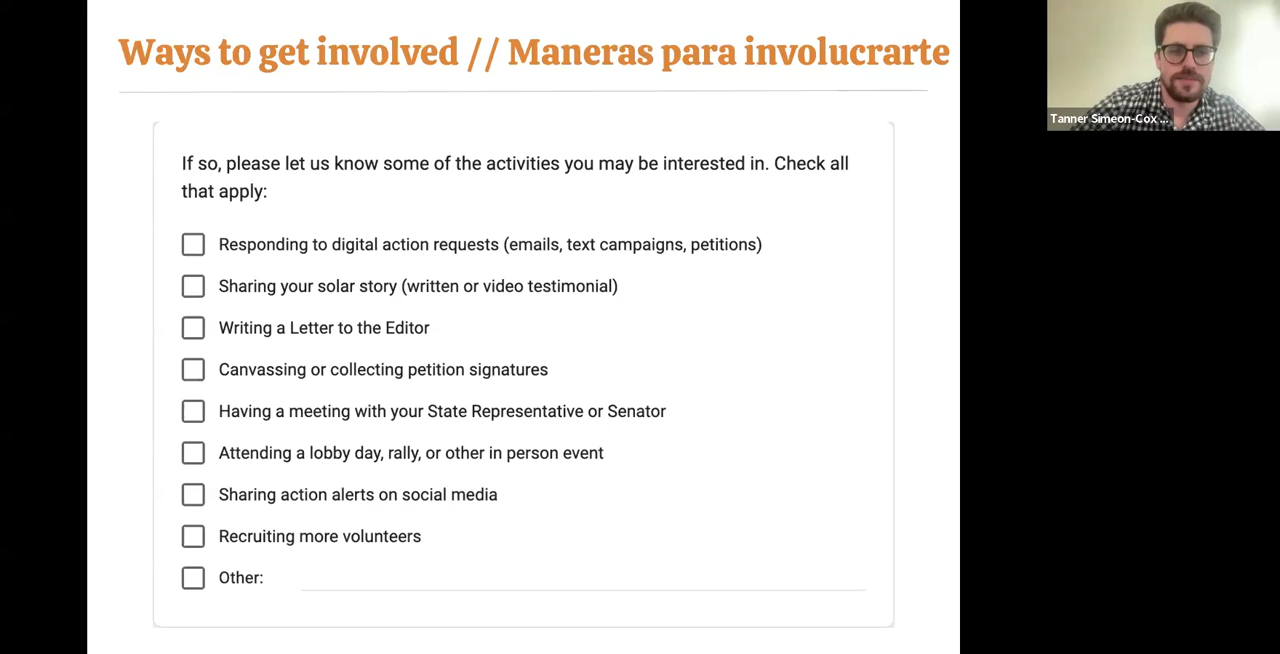 Ways to get involved // Maneras para involucrarte
If so, please let us know some of the activities you may be interested in. Check all
that apply:
Responding to digital action requests (emails, text campaigns, petitions)
Sharing your solar story (written or video testimonial)
Writing a Letter to the Editor
Canvassing or collecting petition signatures
Having a meeting with your State Representative or Senator
Attending a lobby day, rally, or other in person event
Sharing action alerts on social media
Recruiting more volunteers
Other:
Tanner Simeon-Cox ...